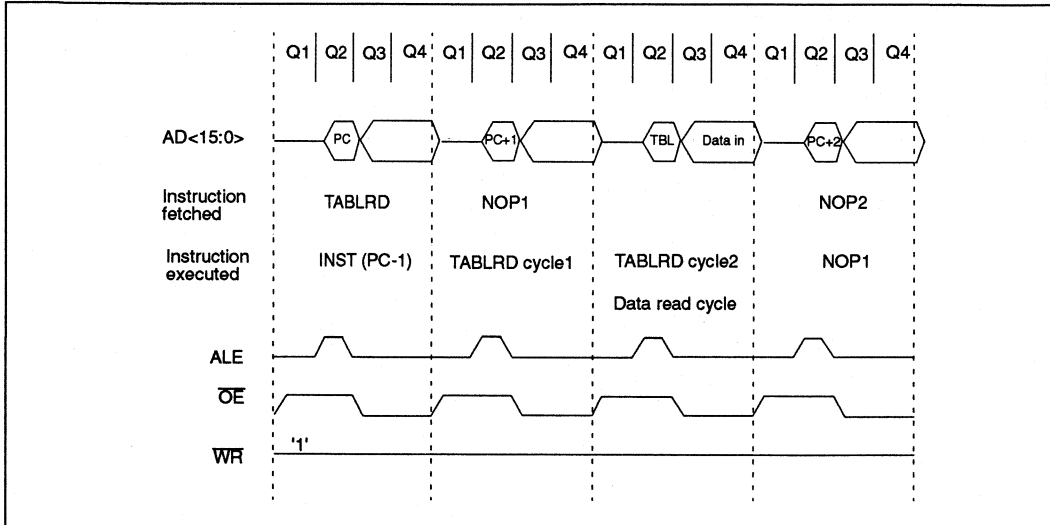 Q1 Q2 Q3 Q4 Q1 Q2 Q3 Q4 Q1 Q2 Q3 Q4 Q1 Q2 Q3 Q4
AD<15:0> PC PC+1 TBL Data in PC+2
Instruction
fetched TABLRD NOP1 NOP2
Instruction
executed INST (PC-1) TABLRD cycle1 TABLRD cycle2 NOP1
Data read cycle
ALE
OE
WR '1'